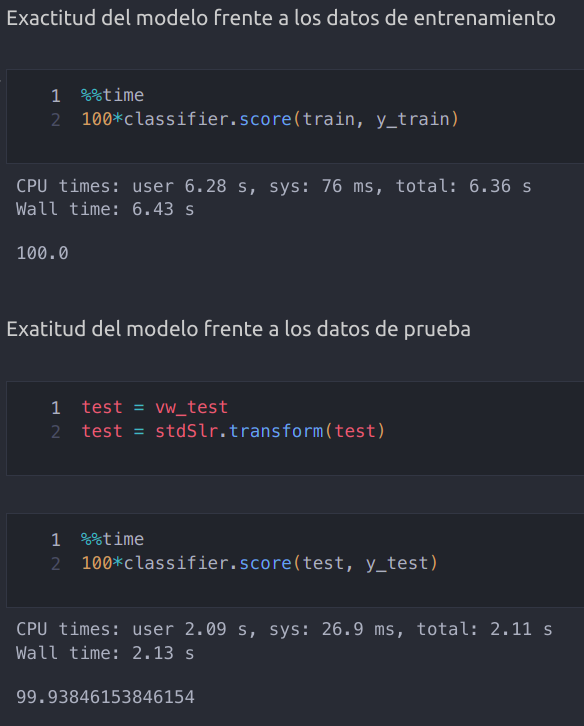 Exactitud del modelo frente a los datos de entrenamiento
1 %%time
2 100*classifier.score(train, y_train)
CPU times: user 6.28 s, sys: 76 ms, total: 6.36 s
Wall time: 6.43 s
100.0
Exatitud del modelo frente a los datos de prueba
1 test = vw_test
2 test = stdSlr.transform(test)
1 %%time
2 100*classifier.score(test, y_test)
CPU times: user 2.09 s, sys: 26.9 ms, total: 2.11 s
Wall time: 2.13 s
99.93846153846154